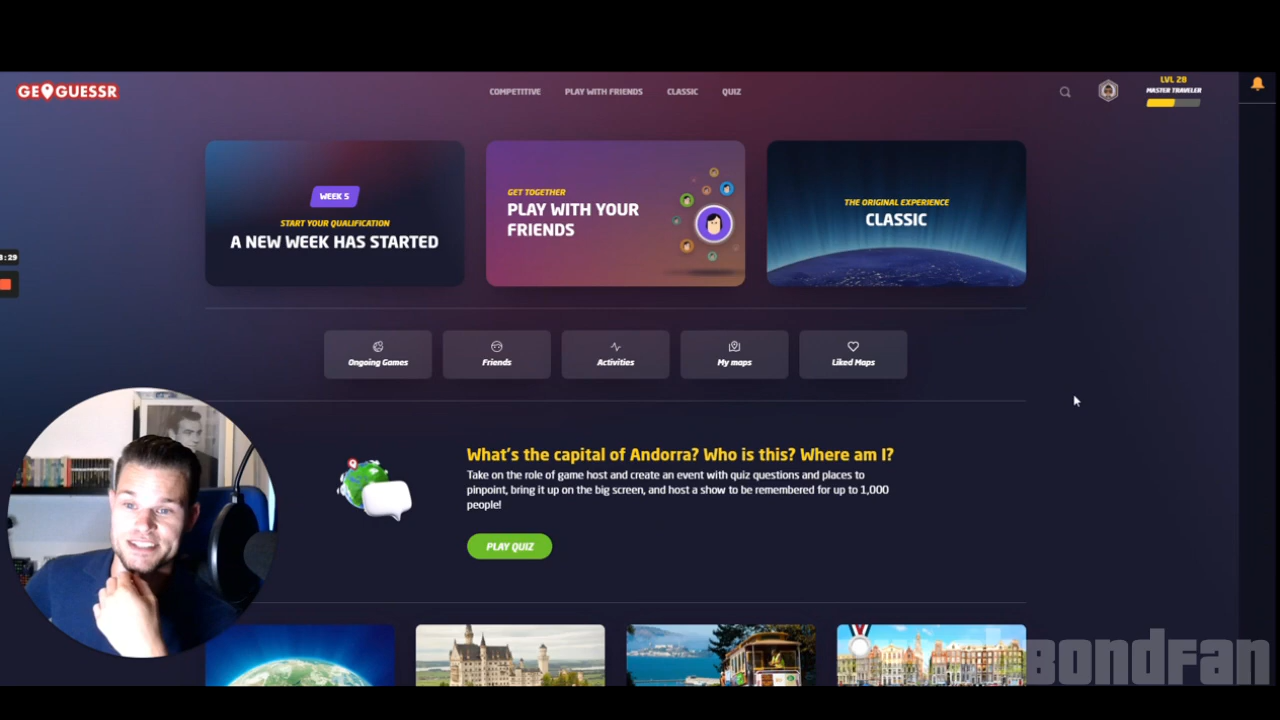 GEOGUESSR
COMPETITIVE
PLAY WITH FRIENDS
CLASSIC
QUIZ
LVL 28
MASTER TRAVELER
WEEK 5
START YOUR QUALIFICATION
A NEW WEEK HAS STARTED
GET TOGETHER
PLAY WITH YOUR
FRIENDS
THE ORIGINAL EXPERIENCE
CLASSIC
:29
Ongoing Games
Friends
Activities
My maps
Liked Maps
What's the capital of Andorra? Who is this? Where am I?
Take on the role of game host and create an event with quiz questions and places to
pinpoint, bring it up on the big screen, and host a show to be remembered for up to 1,000
people!
PLAY QUIZ
BONDFAN